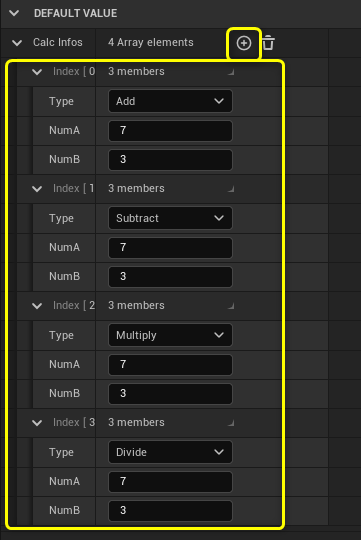 DEFAULT VALUE
Calc Infos 4 Array elements
Index [ 0 3 members
Type Add
NumA 7
NumB 3
Index [ 1 3 members
Type Subtract
NumA 7
NumB 3
Index [ 2 3 members
Type Multiply
NumA 7
NumB 3
Index [ 3 3 members
Type Divide
NumA 7
NumB 3